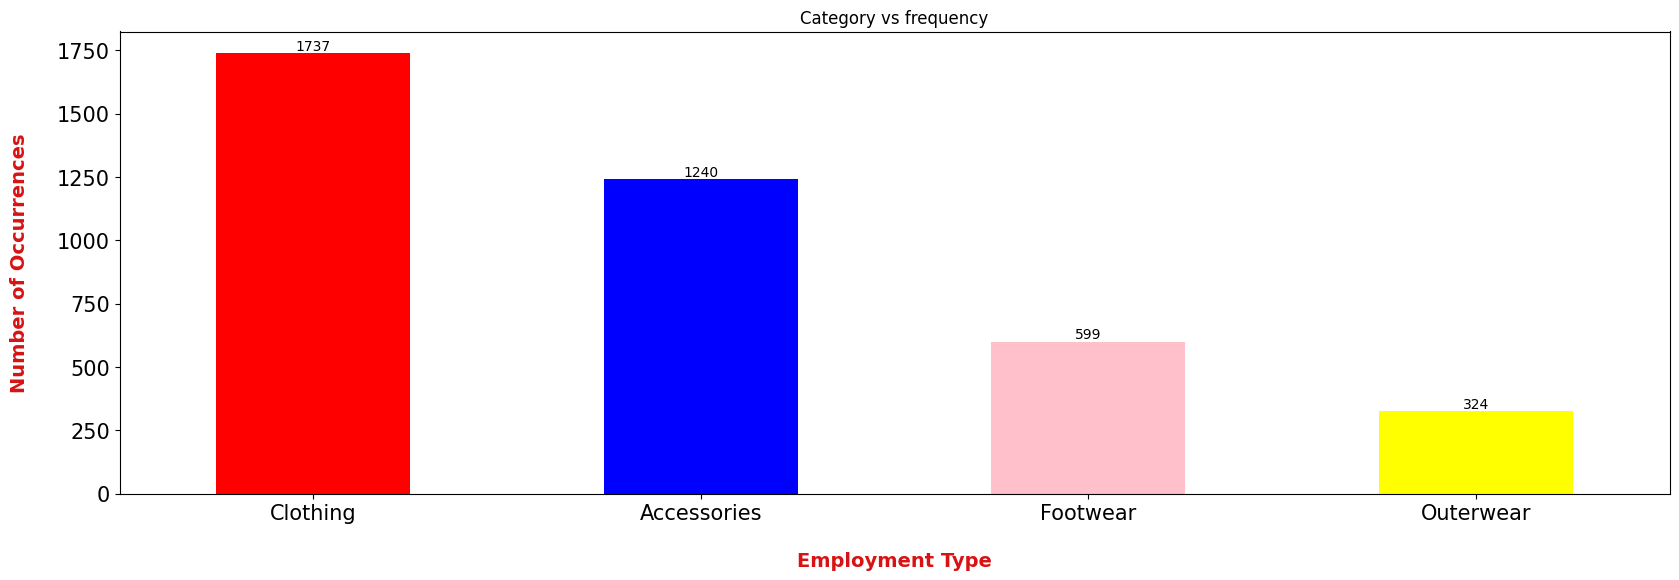 Category vs frequency
Number of Occurrences
1750
1500
1250
1000
750
500
250
0
1737
1240
599
324
Clothing
Accessories
Footwear
Outerwear
Employment Type